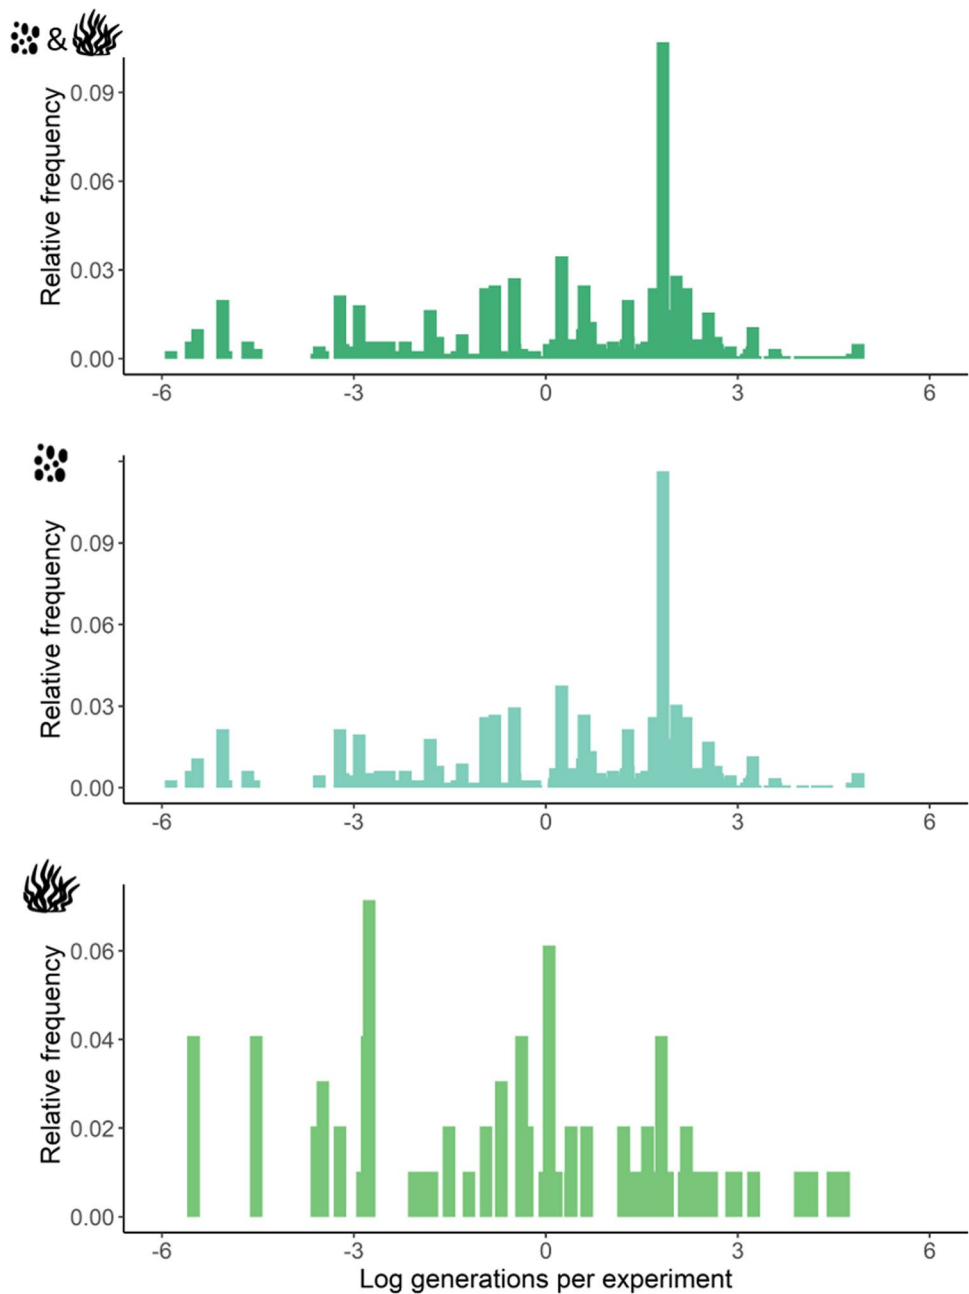 &
Relative frequency
0.09
0.06
0.03
0.00
-6 -3 0 3 6
Relative frequency
0.09
0.06
0.03
0.00
-6 -3 0 3 6
Relative frequency
0.06
0.04
0.02
0.00
-6 -3 0 3 6
Log generations per experiment